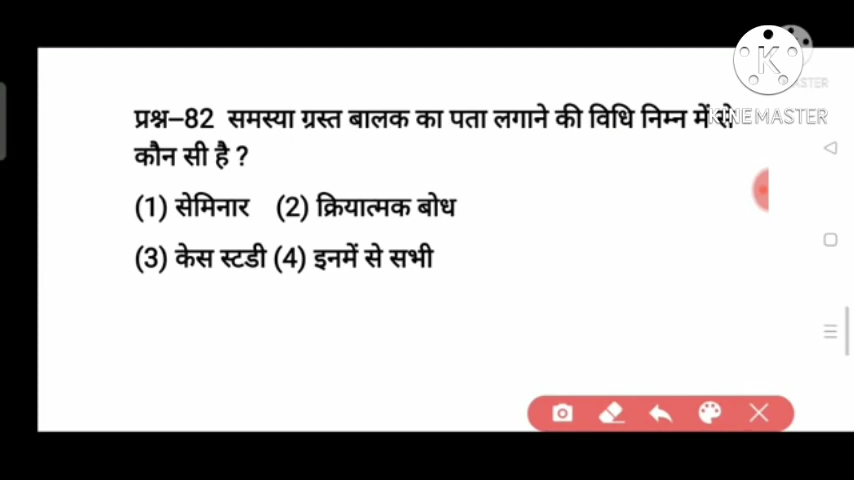 KINEMASTER
प्रश्न–82 समस्या ग्रस्त बालक का पता लगाने की विधि निम्न में से
कौन सी है ?
(1) सेमिनार (2) क्रियात्मक बोध
(3) केस स्टडी (4) इनमें से सभी